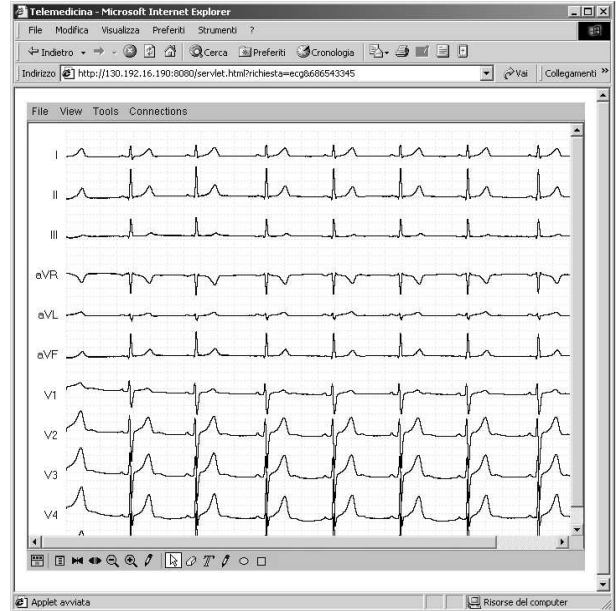 Telemedicina - Microsoft Internet Explorer
File Modifica Visualizza Preferiti Strumenti ?
Indietro Cerca Preferiti Cronologia
Indirizzo http://130.192.16.190:8080/servlet.html?richiesta=ecg&686543345 Vai Collegamenti »
File View Tools Connections
I
II
III
aVR
aVL
aVF
V1
V2
V3
V4
T
Applet avviata Risorse del computer